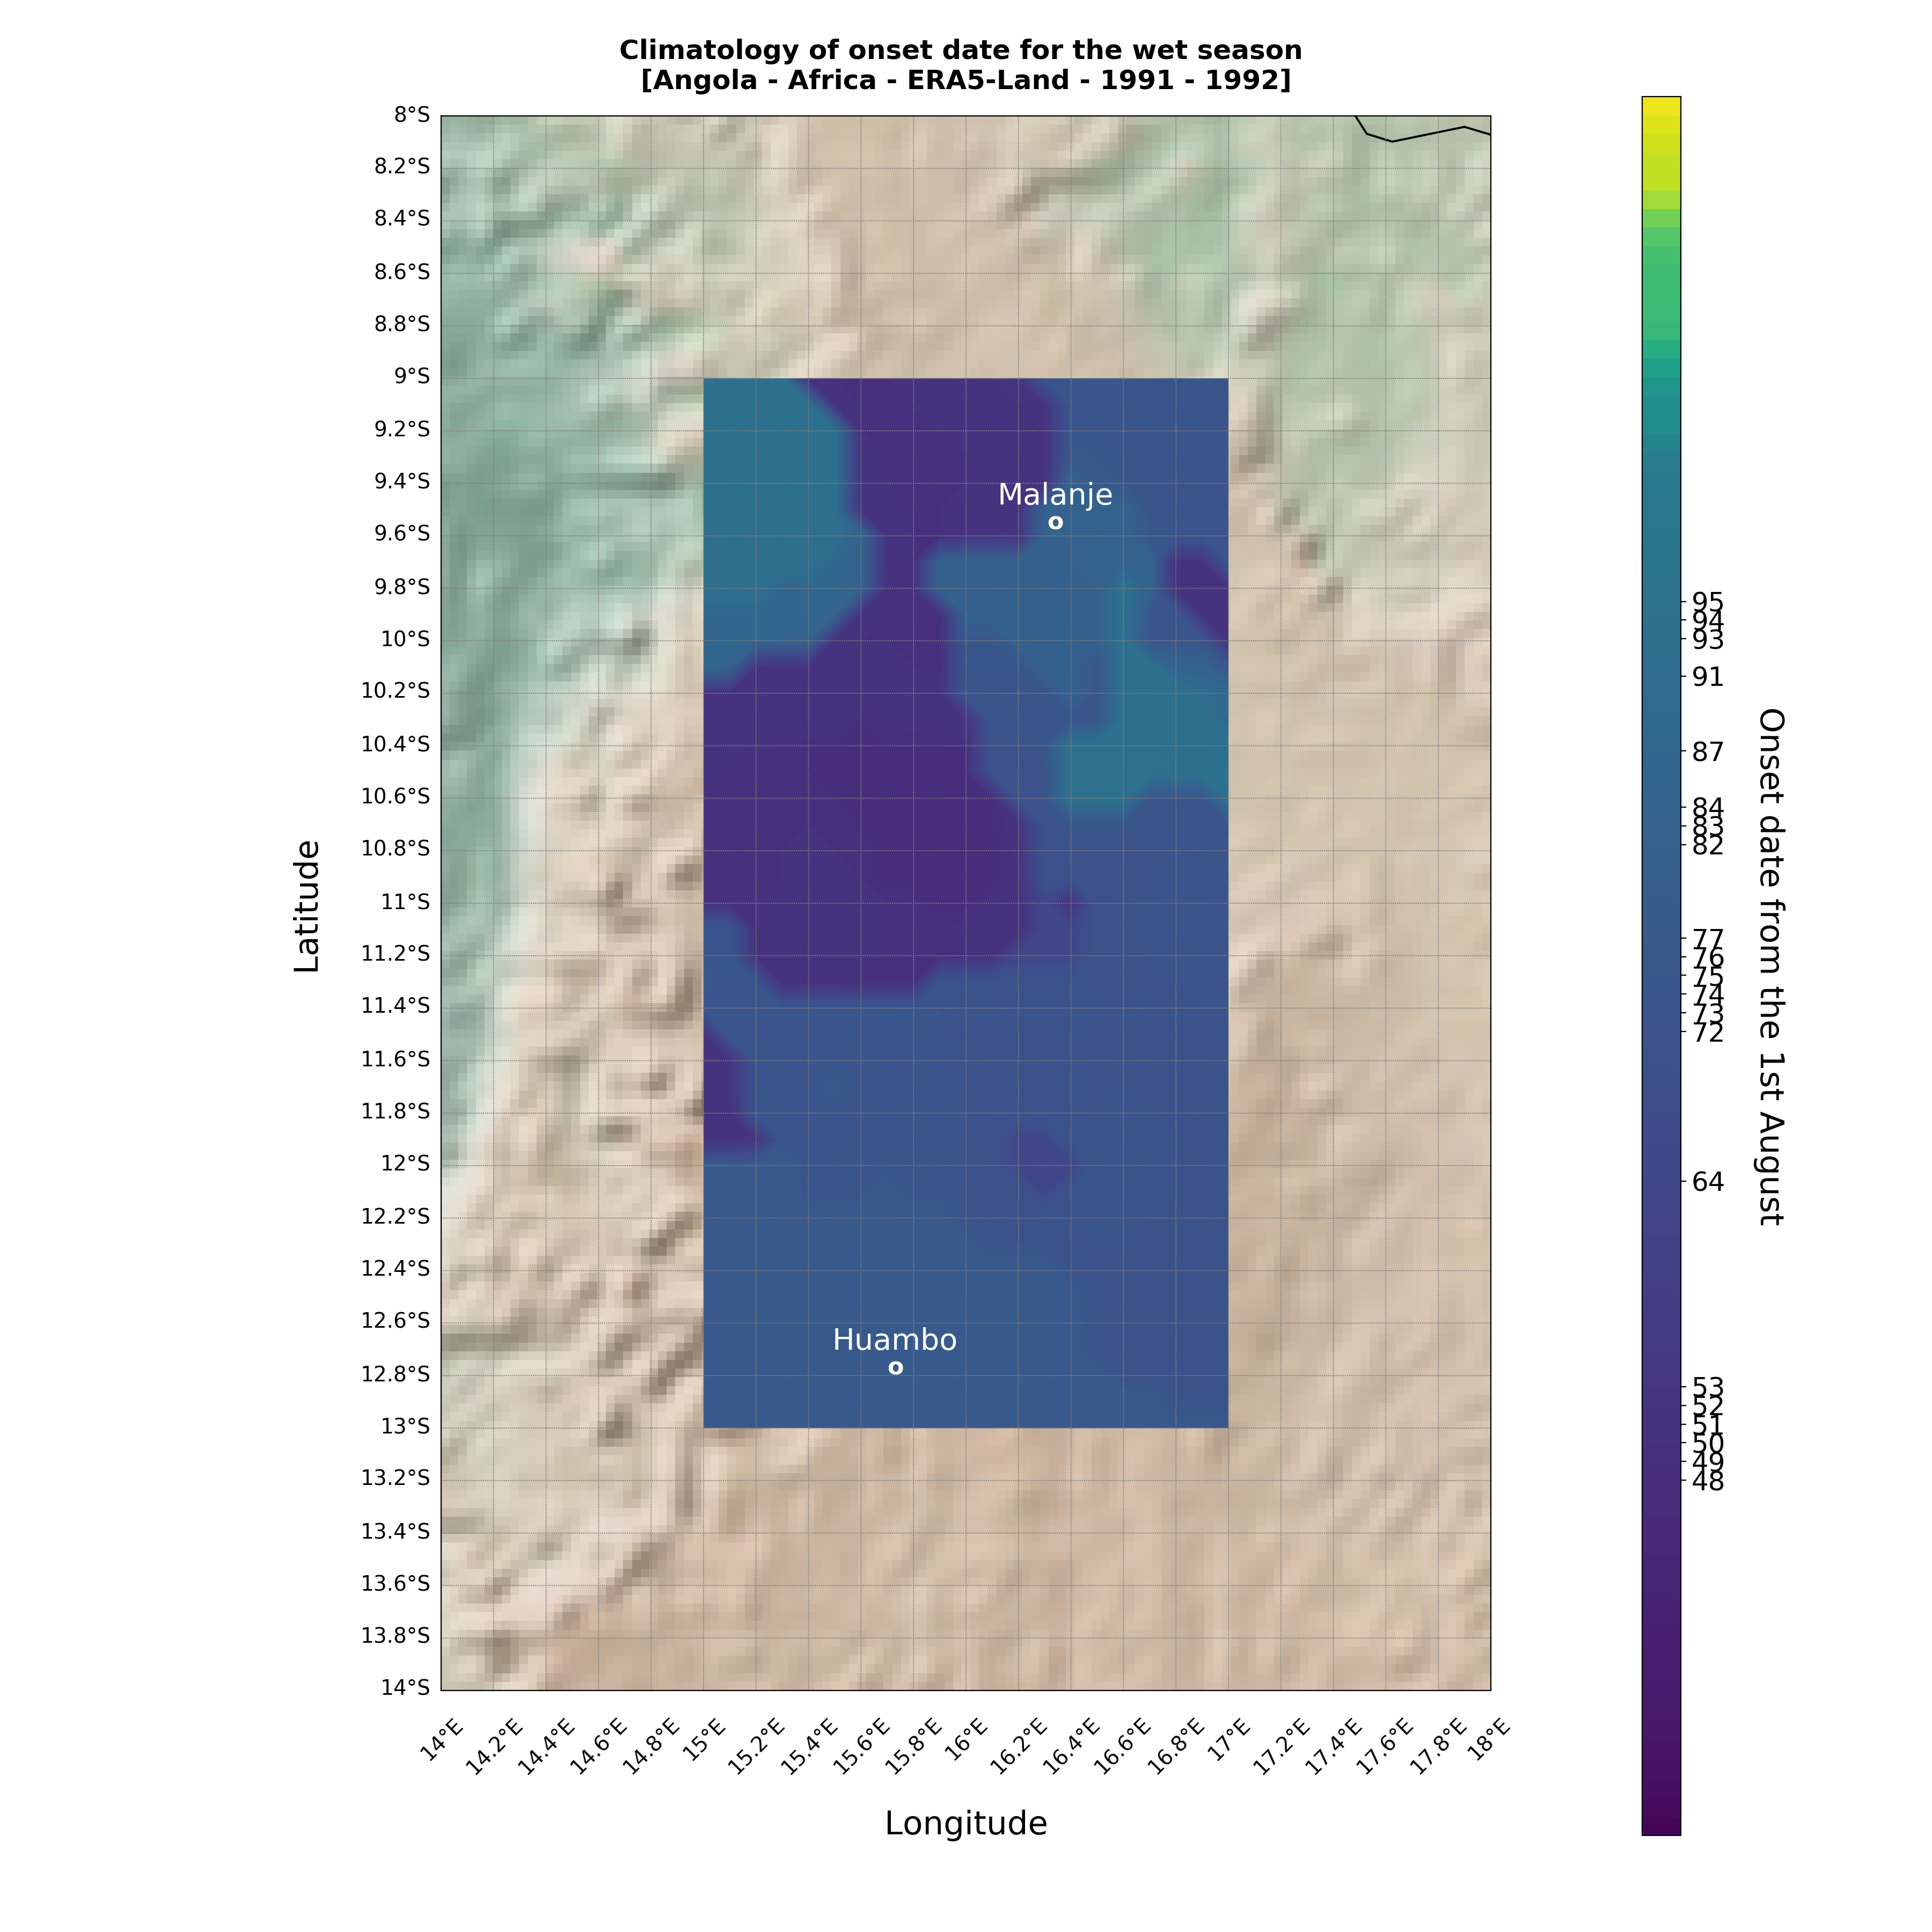 Climatology of onset date for the wet season
[Angola - Africa - ERA5-Land - 1991 - 1992]
8°S
8.2°S
8.4°S
8.6°S
8.8°S
9°S
9.2°S
9.4°S
9.6°S
9.8°S
10°S
10.2°S
10.4°S
10.6°S
10.8°S
11°S
11.2°S
11.4°S
11.6°S
11.8°S
12°S
12.2°S
12.4°S
12.6°S
12.8°S
13°S
13.2°S
13.4°S
13.6°S
13.8°S
14°S
Latitude
Malanje
Huambo
14°E
14.2°E
14.4°E
14.6°E
14.8°E
15°E
15.2°E
15.4°E
15.6°E
15.8°E
16°E
16.2°E
16.4°E
16.6°E
16.8°E
17°E
17.2°E
17.4°E
17.6°E
17.8°E
18°E
Longitude
95
94
93
91
87
84
83
82
77
76
75
74
73
72
64
53
52
51
50
49
48
Onset date from the 1st August